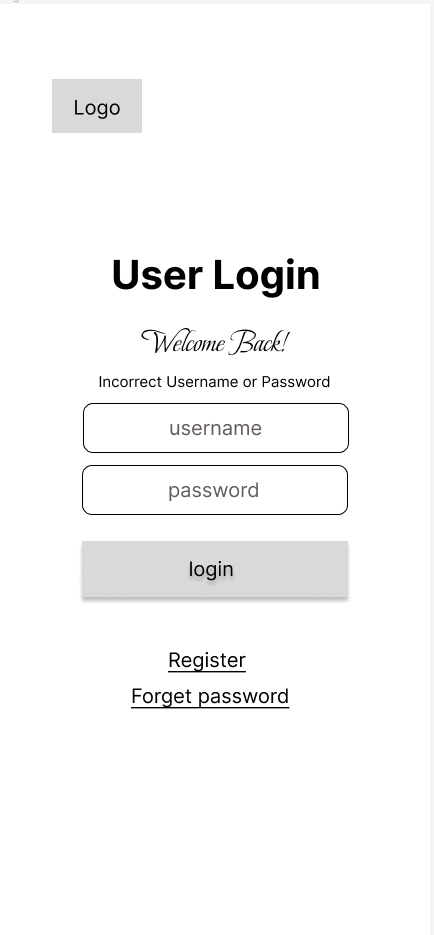 Logo
User Login
Welcome Back!
Incorrect Username or Password
username
password
login
Register
Forget password